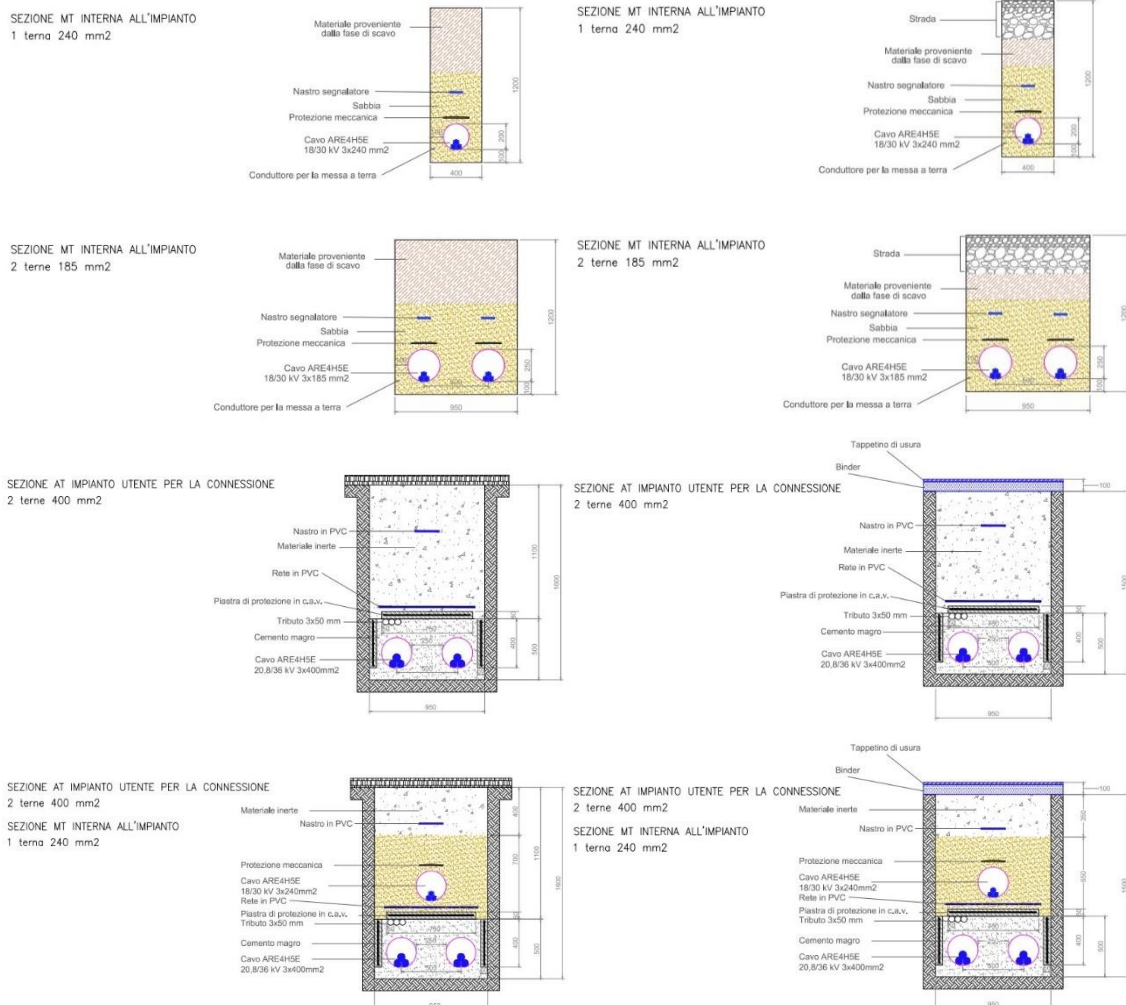 SEZIONE MT INTERNA ALL'IMPIANTO
1 terna 240 mm2
Materiale proveniente
dalla fase di scavo
Nastro segnalatore
Sabbia
Protezione meccanica
Cavo ARE4H5E
18/30 kV 3x240 mm2
Conduttore per la messa a terra
1200
200
100
400
SEZIONE MT INTERNA ALL'IMPIANTO
1 terna 240 mm2
Strada
Materiale proveniente
dalla fase di scavo
Nastro segnalatore
Sabbia
Protezione meccanica
Cavo ARE4H5E
18/30 kV 3x240 mm2
Conduttore per la messa a terra
1200
200
100
400
SEZIONE MT INTERNA ALL'IMPIANTO
2 terne 185 mm2
Materiale proveniente
dalla fase di scavo
Nastro segnalatore
Sabbia
Protezione meccanica
Cavo ARE4H5E
18/30 kV 3x185 mm2
Conduttore per la messa a terra
1200
250
100
950
SEZIONE MT INTERNA ALL'IMPIANTO
2 terne 185 mm2
Strada
Materiale proveniente
dalla fase di scavo
Nastro segnalatore
Sabbia
Protezione meccanica
Cavo ARE4H5E
18/30 kV 3x185 mm2
Conduttore per la messa a terra
1200
250
100
950
SEZIONE AT IMPIANTO UTENTE PER LA CONNESSIONE
2 terne 400 mm2
Nastro in PVC
Materiale inerte
Rete in PVC
Piastra di protezione in c.a.v.
Tributo 3x50 mm
Cemento magro
Cavo ARE4H5E
20,8/36 kV 3x400mm2
1100
1600
50
400
500
750
250
500
950
SEZIONE AT IMPIANTO UTENTE PER LA CONNESSIONE
2 terne 400 mm2
Tappetino di usura
Binder
Nastro in PVC
Materiale inerte
Rete in PVC
Piastra di protezione in c.a.v.
Tributo 3x50 mm
Cemento magro
Cavo ARE4H5E
20,8/36 kV 3x400mm2
100
1500
50
400
500
250
500
950
SEZIONE AT IMPIANTO UTENTE PER LA CONNESSIONE
2 terne 400 mm2
SEZIONE MT INTERNA ALL'IMPIANTO
1 terna 240 mm2
Materiale inerte
Nastro in PVC
Protezione meccanica
Cavo ARE4H5E
18/30 kV 3x240mm2
Rete in PVC
Piastra di protezione in c.a.v.
Tributo 3x50 mm
Cemento magro
Cavo ARE4H5E
20,8/36 kV 3x400mm2
400
700
1100
1600
50
400
500
750
250
500
950
SEZIONE AT IMPIANTO UTENTE PER LA CONNESSIONE
2 terne 400 mm2
SEZIONE MT INTERNA ALL'IMPIANTO
1 terna 240 mm2
Tappetino di usura
Binder
Materiale inerte
Nastro in PVC
Protezione meccanica
Cavo ARE4H5E
18/30 kV 3x240mm2
Rete in PVC
Piastra di protezione in c.a.v.
Tributo 3x50 mm
Cemento magro
Cavo ARE4H5E
20,8/36 kV 3x400mm2
100
1500
50
400
250
500
950